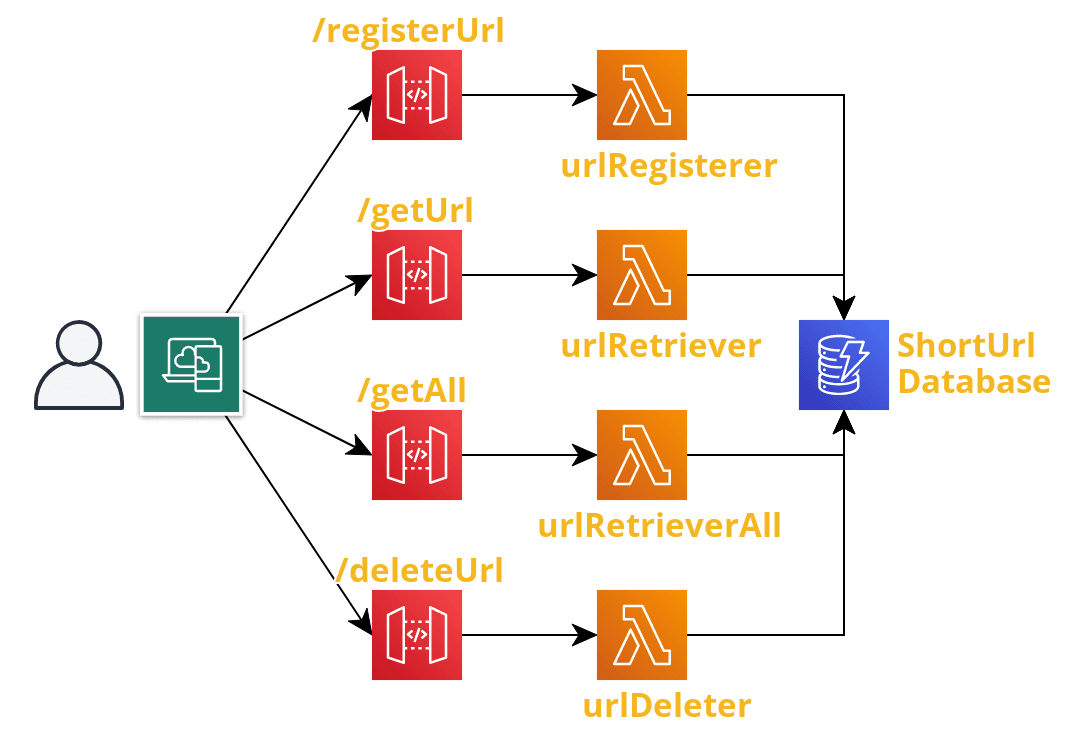 /registerUrl
urlRegisterer
/getUrl
urlRetriever
ShortUrl
Database
/getAll
urlRetrieverAll
/deleteUrl
urlDeleter